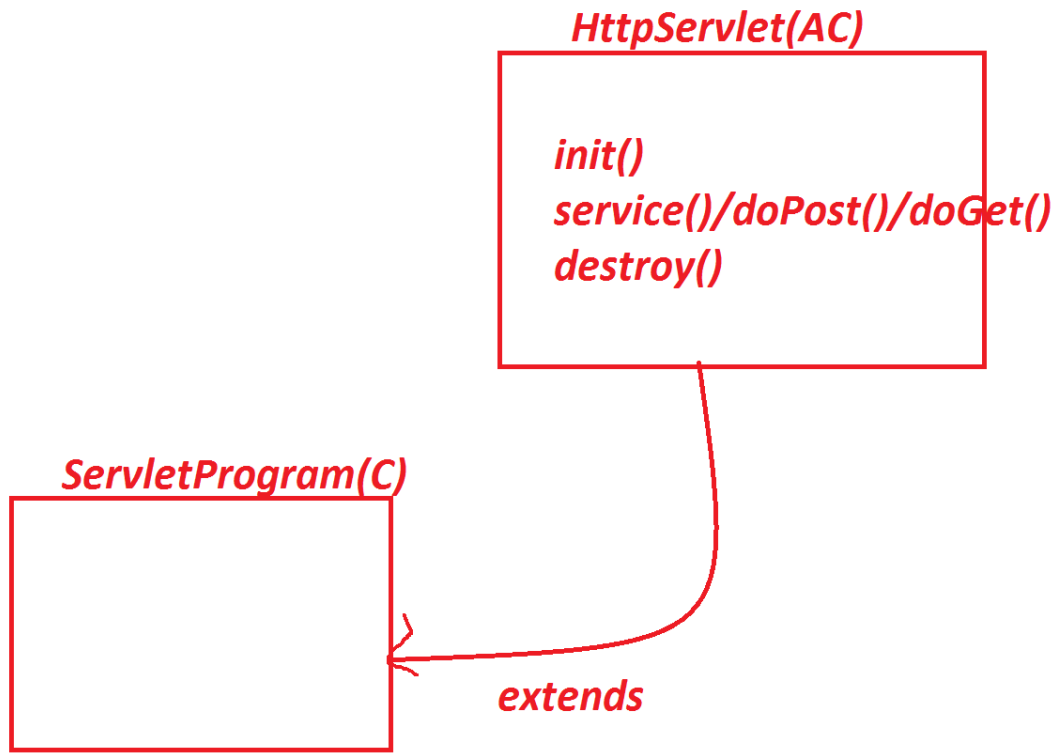 HttpServlet(AC)
init()
service()/doPost()/doGet()
destroy()
ServletProgram(C)
extends